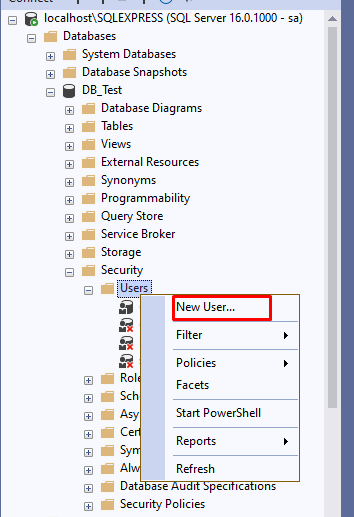 localhost\SQLEXPRESS (SQL Server 16.0.1000 - sa)
Databases
System Databases
Database Snapshots
DB_Test
Database Diagrams
Tables
Views
External Resources
Synonyms
Programmability
Query Store
Service Broker
Storage
Security
Users
New User...
Filter
Policies
Facets
Start PowerShell
Reports
Refresh
Role
Sche
Asy
Cert
Sym
Alw
Database Audit Specifications
Security Policies